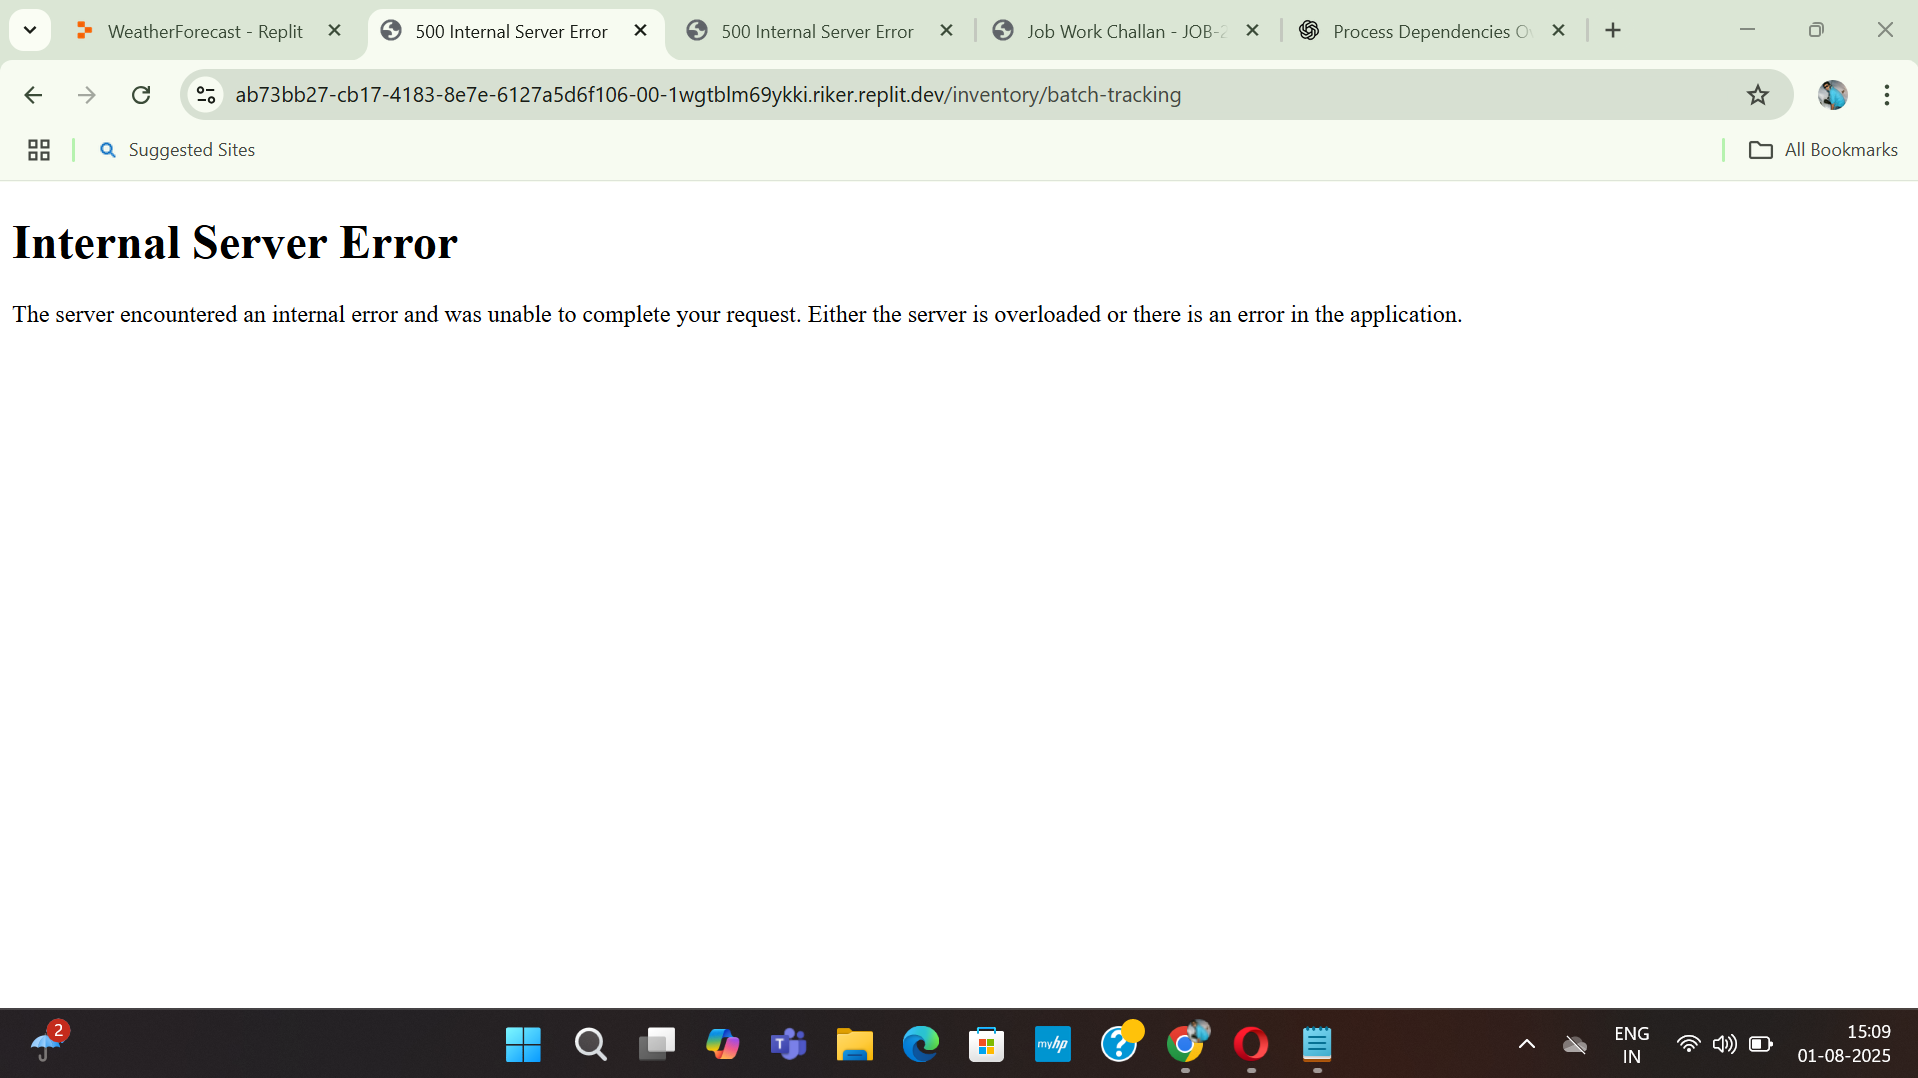 WeatherForecast - Replit
500 Internal Server Error
500 Internal Server Error
Job Work Challan - JOB-2
Process Dependencies O
ab73bb27-cb17-4183-8e7e-6127a5d6f106-00-1wgtblm69ykki.riker.replit.dev/inventory/batch-tracking
Suggested Sites
All Bookmarks
Internal Server Error
The server encountered an internal error and was unable to complete your request. Either the server is overloaded or there is an error in the application.
2
T
myhp
?
ENG
IN
15:09
01-08-2025